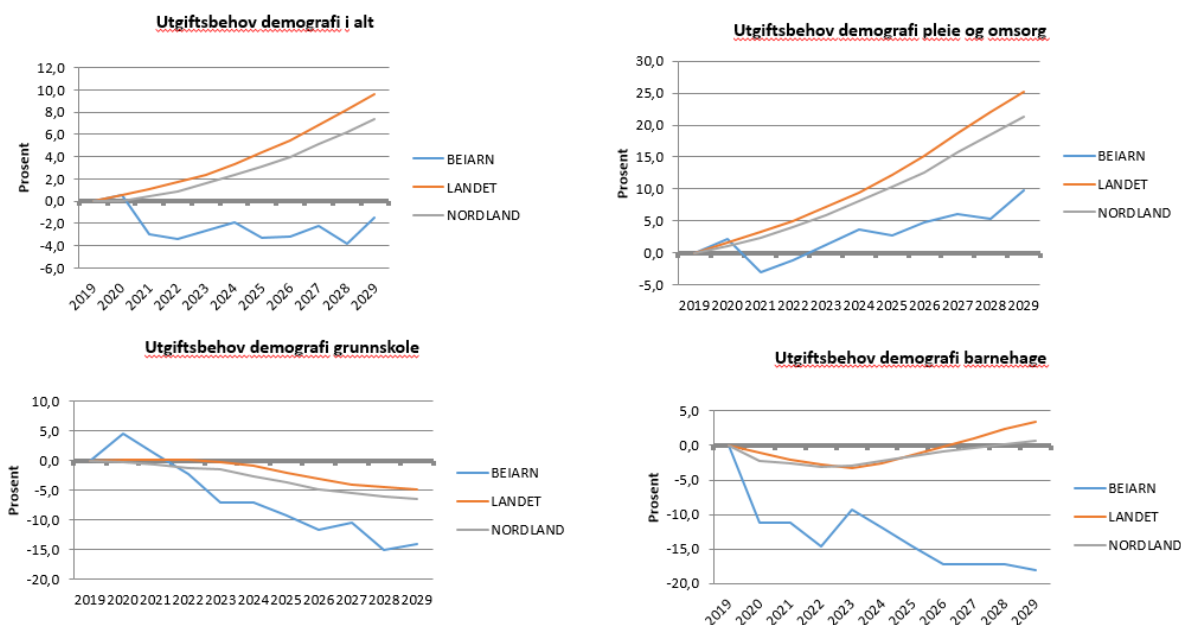 Utgiftsbehov demografi i alt
12,0
10,0
8,0
6,0
4,0
2,0
0,0
-2,0
-4,0
-6,0
Prosent
2019 2020 2021 2022 2023 2024 2025 2026 2027 2028 2029
BEIARN
LANDET
NORDLAND
Utgiftsbehov demografi pleie og omsorg
30,0
25,0
20,0
15,0
10,0
5,0
0,0
-5,0
Prosent
2019 2020 2021 2022 2023 2024 2025 2026 2027 2028 2029
BEIARN
LANDET
NORDLAND
Utgiftsbehov demografi grunnskole
10,0
5,0
0,0
-5,0
-10,0
-15,0
-20,0
Prosent
2019 2020 2021 2022 2023 2024 2025 2026 2027 2028 2029
BEIARN
LANDET
NORDLAND
Utgiftsbehov demografi barnehage
5,0
0,0
-5,0
-10,0
-15,0
-20,0
Prosent
2019 2020 2021 2022 2023 2024 2025 2026 2027 2028 2029
BEIARN
LANDET
NORDLAND